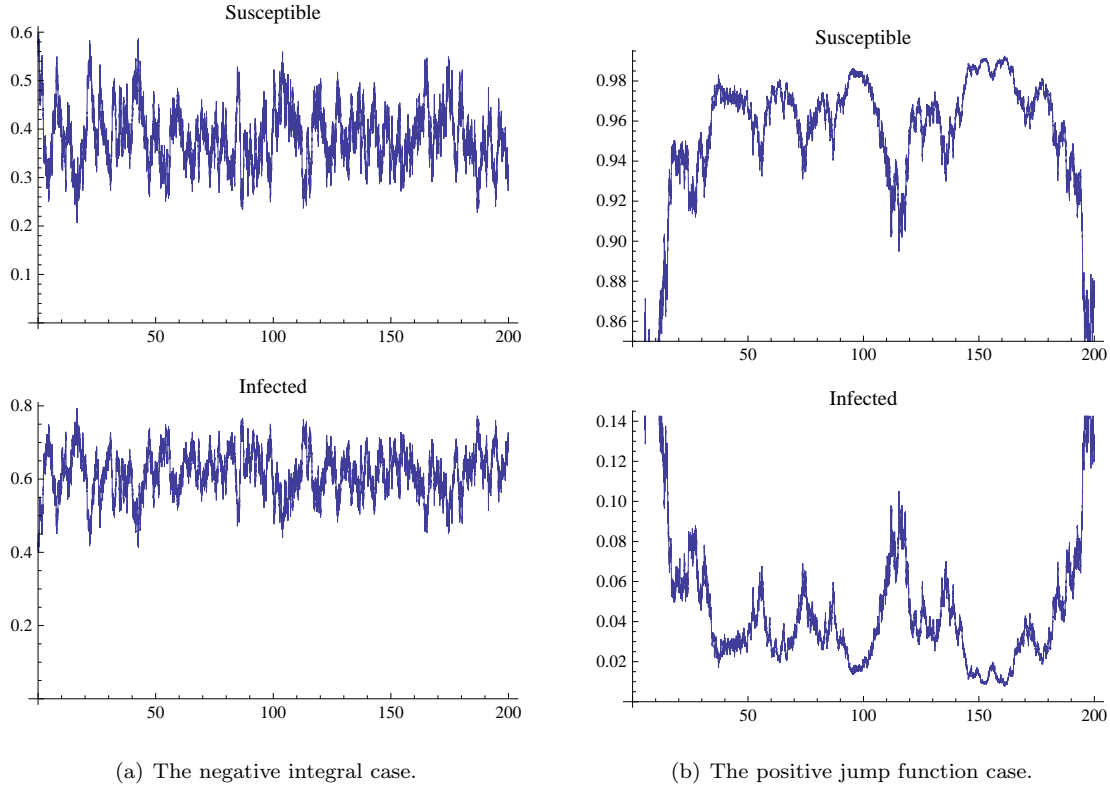 Susceptible
0.6
0.5
0.4
0.3
0.2
0.1
50 100 150 200
Infected
0.8
0.6
0.4
0.2
50 100 150 200
(a) The negative integral case.
Susceptible
0.98
0.96
0.94
0.92
0.90
0.88
0.86
50 100 150 200
Infected
0.14
0.12
0.10
0.08
0.06
0.04
0.02
50 100 150 200
(b) The positive jump function case.